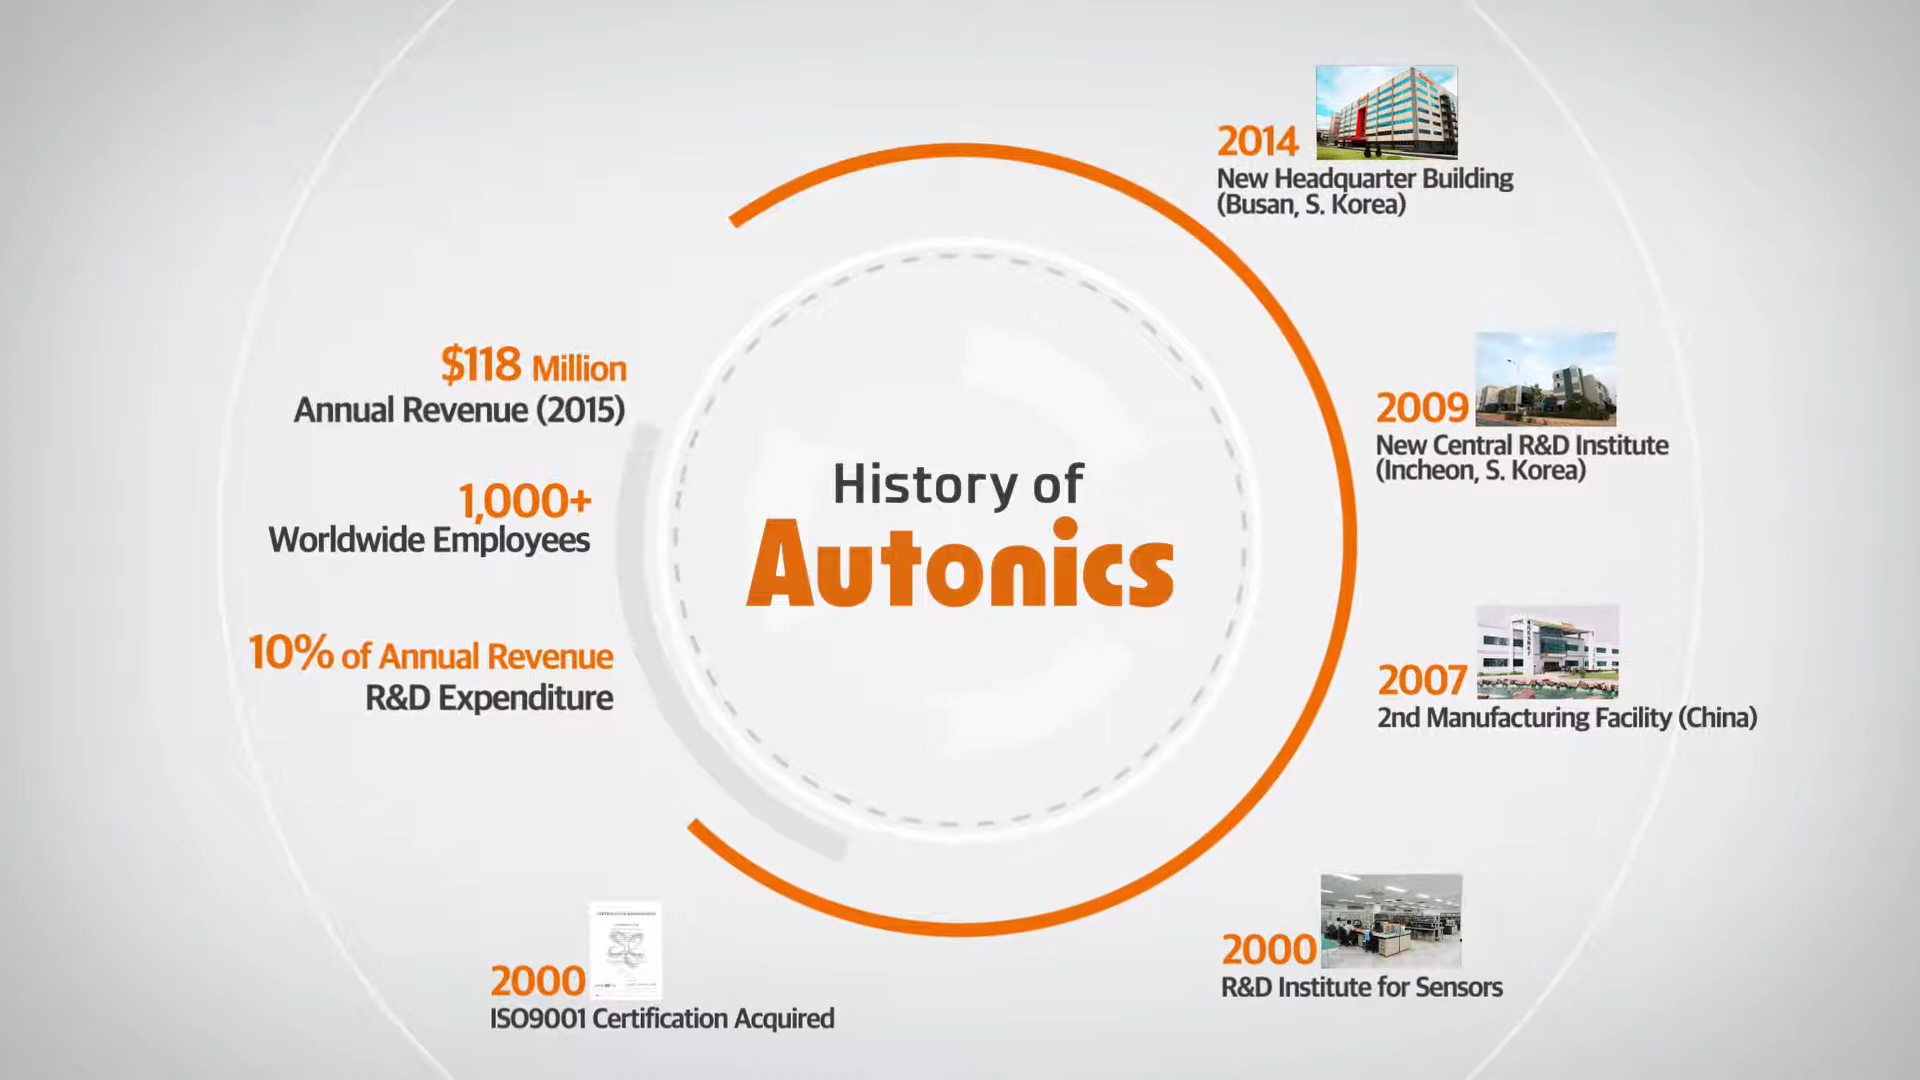 History of
Autonics
2014
New Headquarter Building
(Busan, S. Korea)
2009
New Central R&D Institute
(Incheon, S. Korea)
2007
2nd Manufacturing Facility (China)
2000
R&D Institute for Sensors
2000
ISO9001 Certification Acquired
$118 Million
Annual Revenue (2015)
1,000+
Worldwide Employees
10% of Annual Revenue
R&D Expenditure